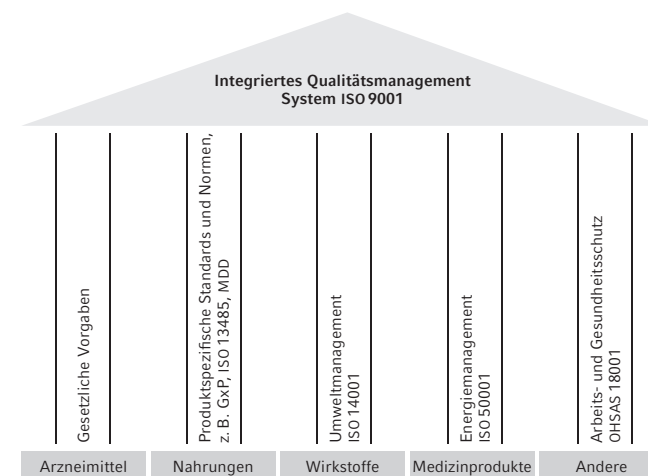 Integriertes Qualitätsmanagement
System ISO 9001
Gesetzliche Vorgaben
Produktspezifische Standards und Normen,
z. B. GxP, ISO 13485, MDD
Umweltmanagement
ISO 14001
Energiemanagement
ISO 50001
Arbeits- und Gesundheitsschutz
OHSAS 18001
Arzneimittel
Nahrungen
Wirkstoffe
Medizinprodukte
Andere